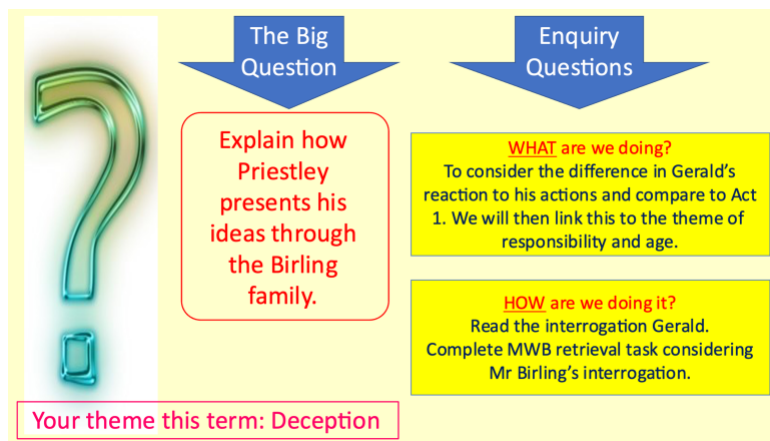 The Big
Question
Explain how
Priestley
presents his
ideas through
the Birling
family.
Enquiry
Questions
WHAT are we doing?
To consider the difference in Gerald's
reaction to his actions and compare to Act
1. We will then link this to the theme of
responsibility and age.
HOW are we doing it?
Read the interrogation Gerald.
Complete MWB retrieval task considering
Mr Birling's interrogation.
Your theme this term: Deception